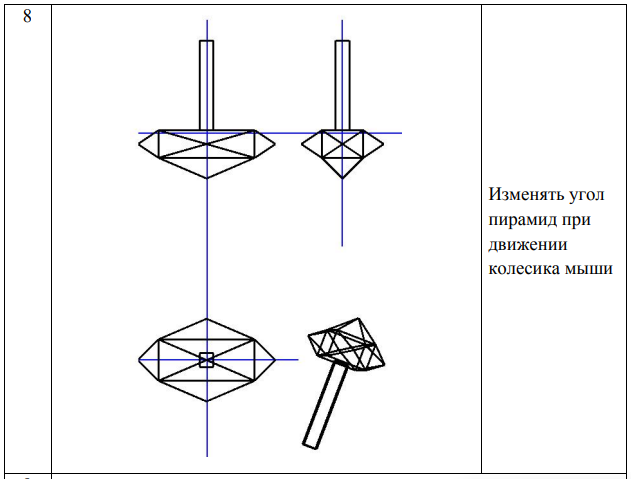 8
Изменять угол
пирамид при
движении
колесика мыши